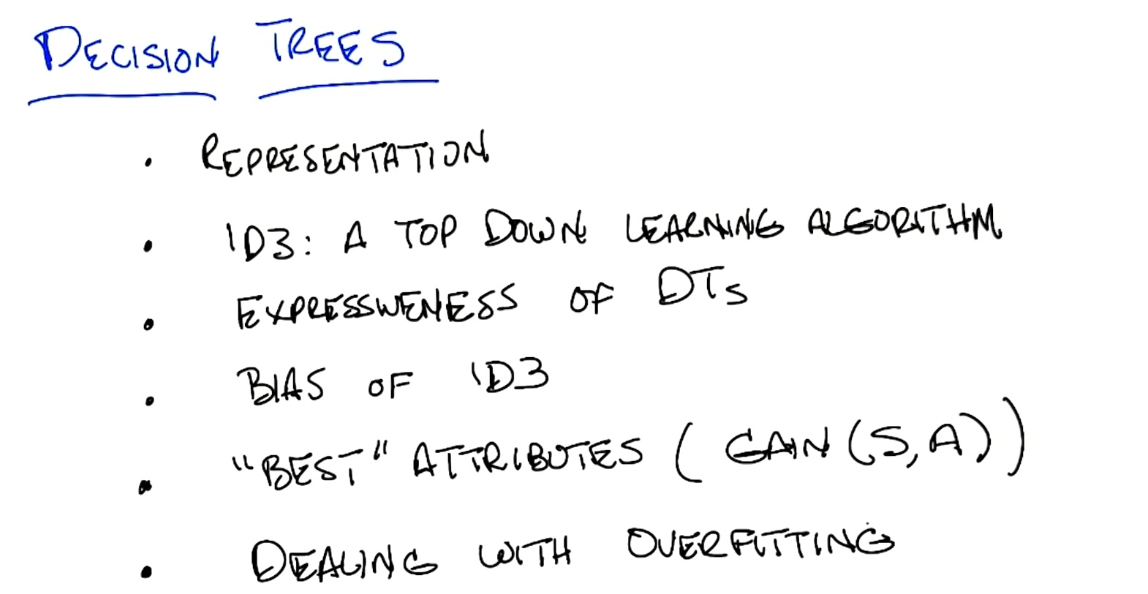 DECISION TREES
• REPRESENTATION
• ID3: A TOP DOWN LEARNING ALGORITHM
• EXPRESSIVENESS OF DTs
• BIAS OF ID3
• "BEST" ATTRIBUTES (GAIN(S,A))
• DEALING WITH OVERFITTING